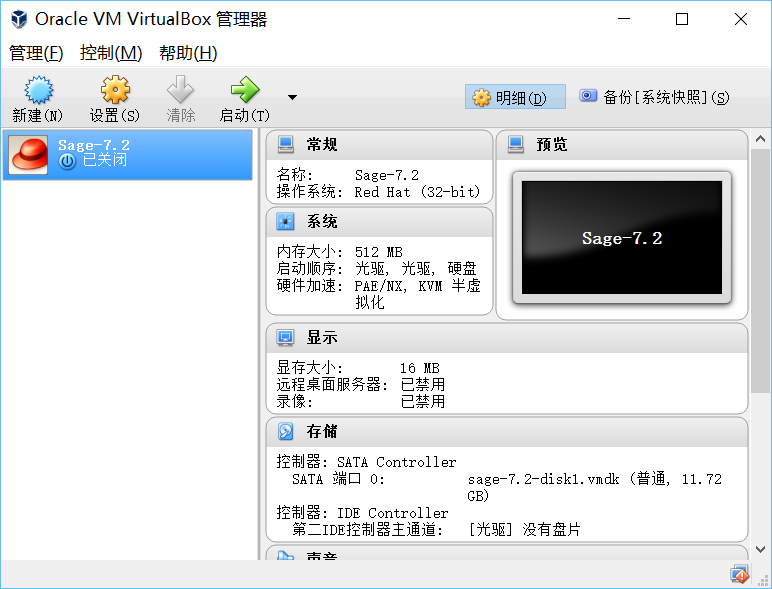 Oracle VM VirtualBox 管理器
管理(F) 控制(M) 帮助(H)
新建(N) 设置(S) 清除 启动(T) 明细(D) 备份[系统快照](S)
Sage-7.2
已关闭
常规
名称: Sage-7.2
操作系统: Red Hat (32-bit)
系统
内存大小: 512 MB
启动顺序: 光驱, 光驱, 硬盘
硬件加速: PAE/NX, KVM 半虚
拟化
预览
Sage-7.2
显示
显存大小: 16 MB
远程桌面服务器: 已禁用
录像: 已禁用
存储
控制器: SATA Controller
SATA 端口 0: sage-7.2-disk1.vmdk (普通, 11.72
GB)
控制器: IDE Controller
第二IDE控制器主通道: [光驱] 没有盘片
声音